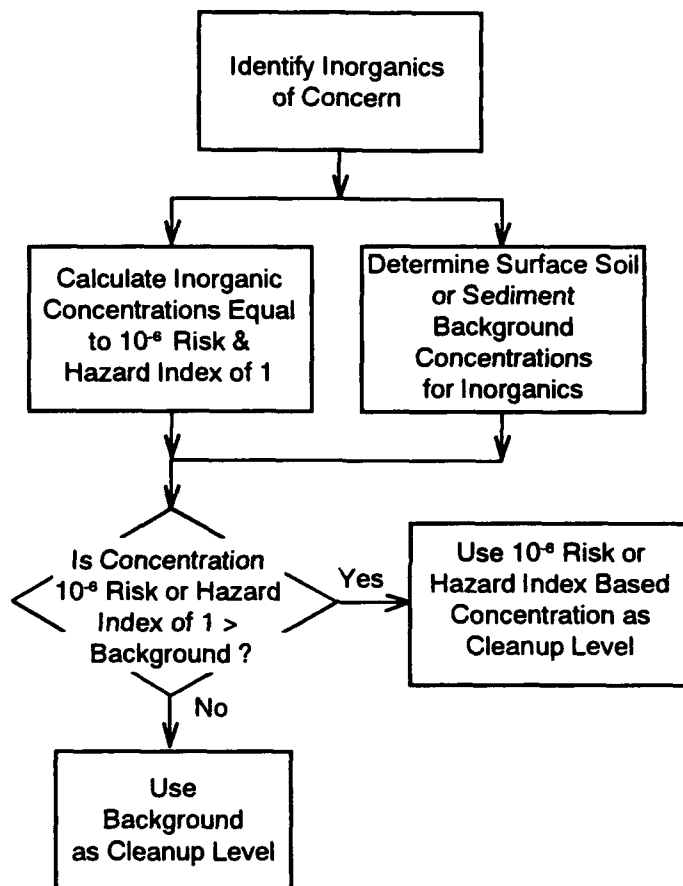 Identify Inorganics
of Concern
Calculate Inorganic
Concentrations Equal
to 10⁻⁶ Risk &
Hazard Index of 1
Determine Surface Soil
or Sediment
Background
Concentrations
for Inorganics
Is Concentration
10⁻⁶ Risk or Hazard
Index of 1 >
Background ?
Yes
Use 10⁻⁶ Risk or
Hazard Index Based
Concentration as
Cleanup Level
No
Use
Background
as Cleanup Level